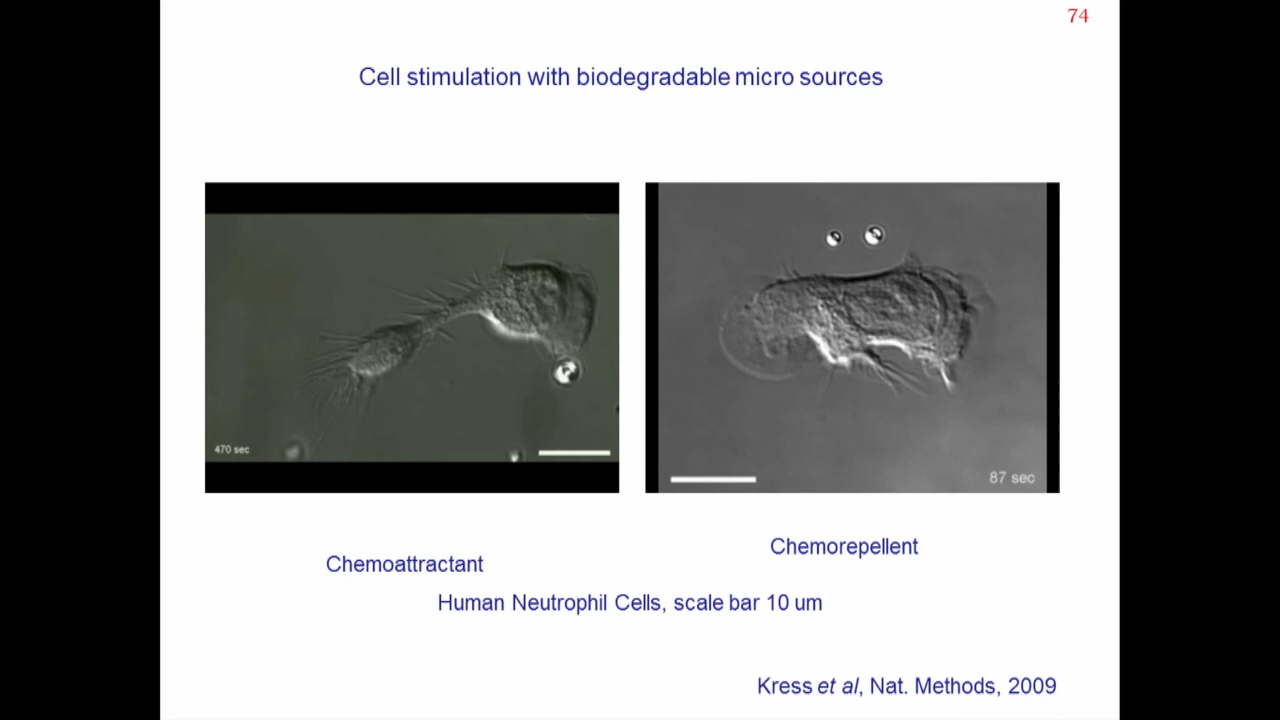 74
Cell stimulation with biodegradable micro sources
470 sec
87 sec
Chemorepellent
Chemoattractant
Human Neutrophil Cells, scale bar 10 um
Kress et al, Nat. Methods, 2009